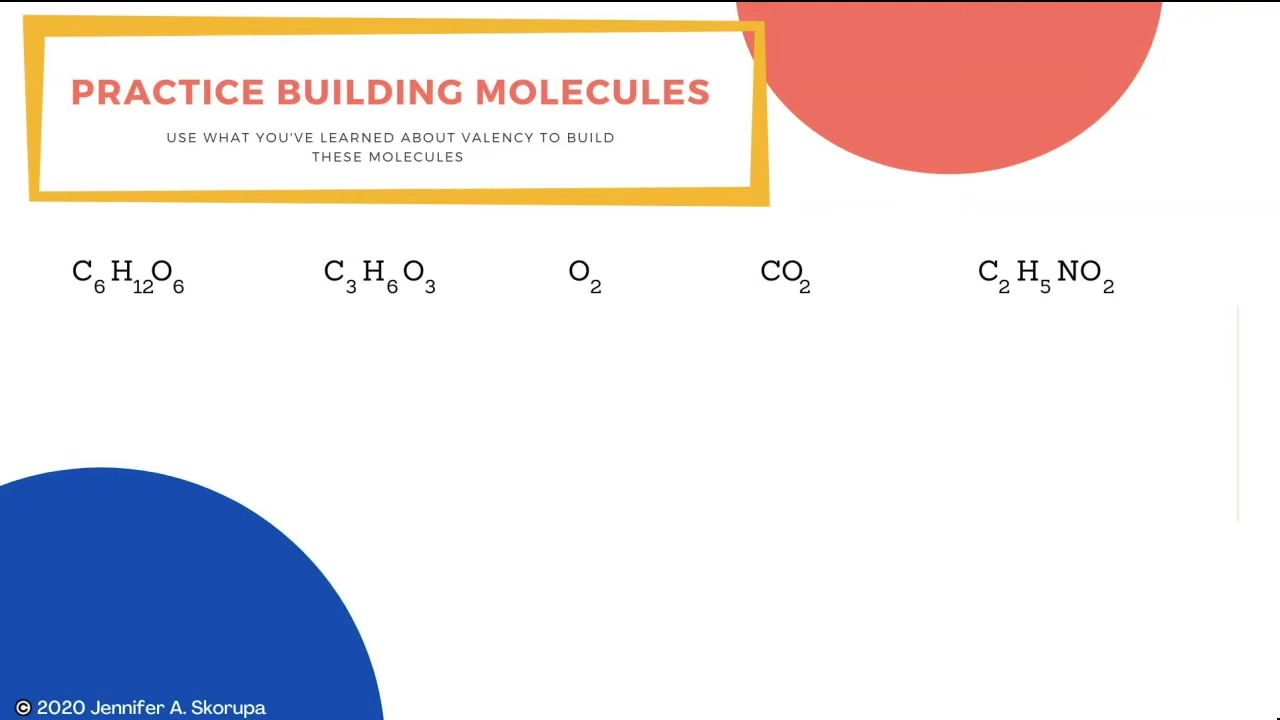 PRACTICE BUILDING MOLECULES
USE WHAT YOU'VE LEARNED ABOUT VALENCY TO BUILD
THESE MOLECULES
C6H12O6 C3H6O3 O2 CO2 C2H5NO2
© 2020 Jennifer A. Skorupa